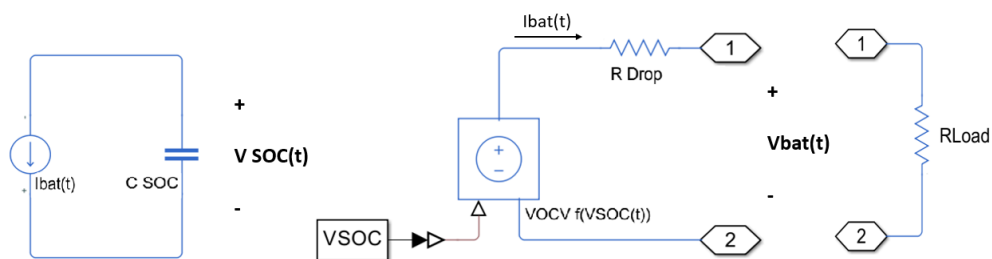 Ibat(t)
C SOC
+
V SOC(t)
-
Ibat(t)
R Drop
1
+
-
VOCV f(VSOC(t))
VSOC
2
+
Vbat(t)
-
1
RLoad
2